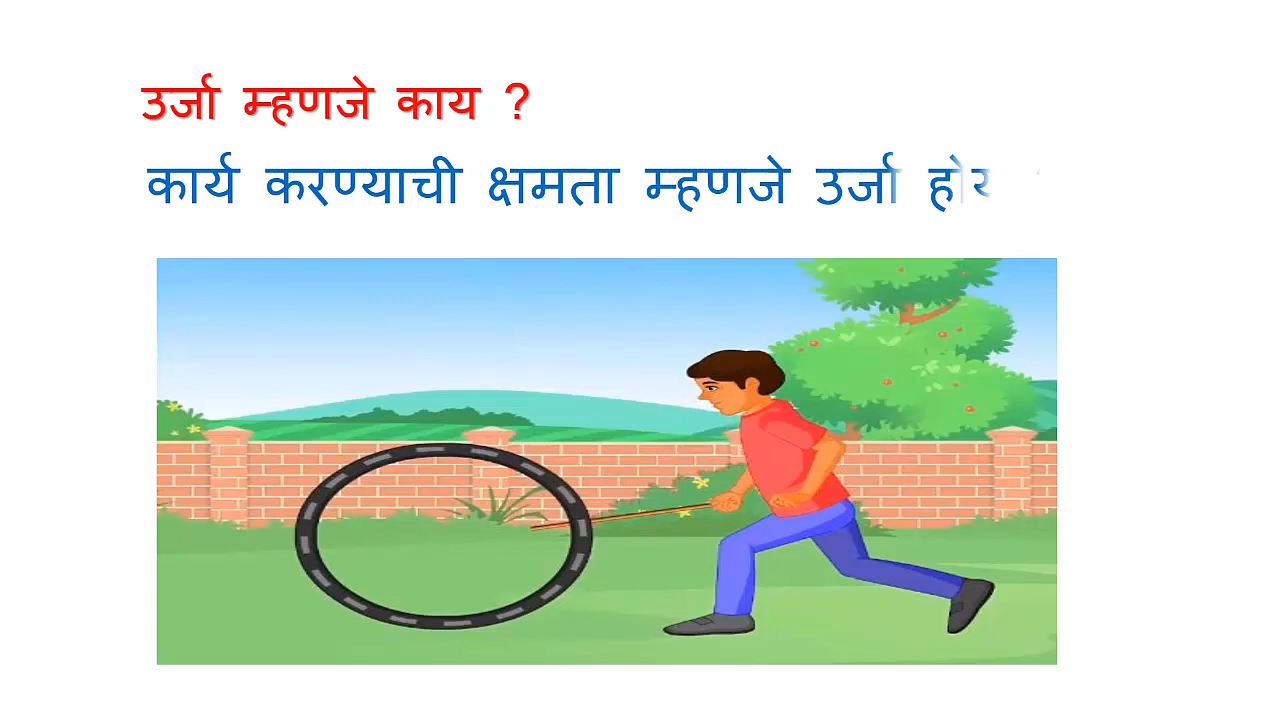 उर्जा म्हणजे काय ?
कार्य करण्याची क्षमता म्हणजे उर्जा होय